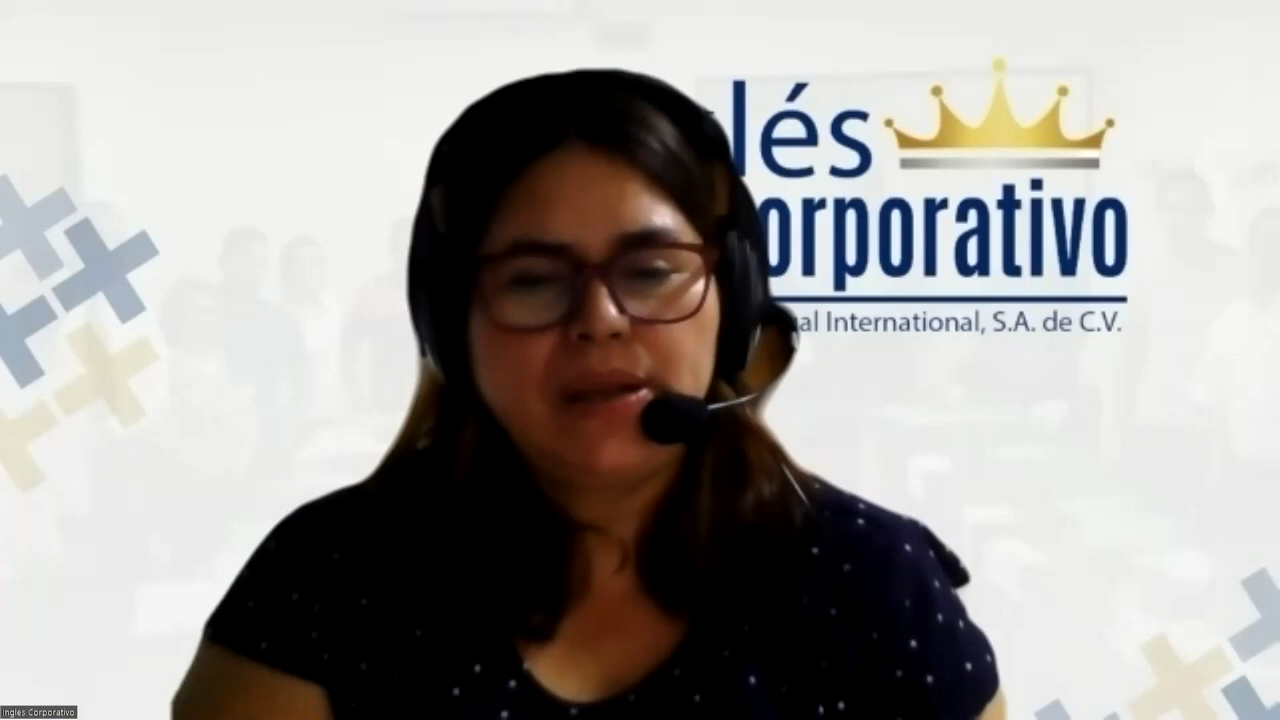 lés
orporativo
al International, S.A. de C.V.
Ingles Corporativo